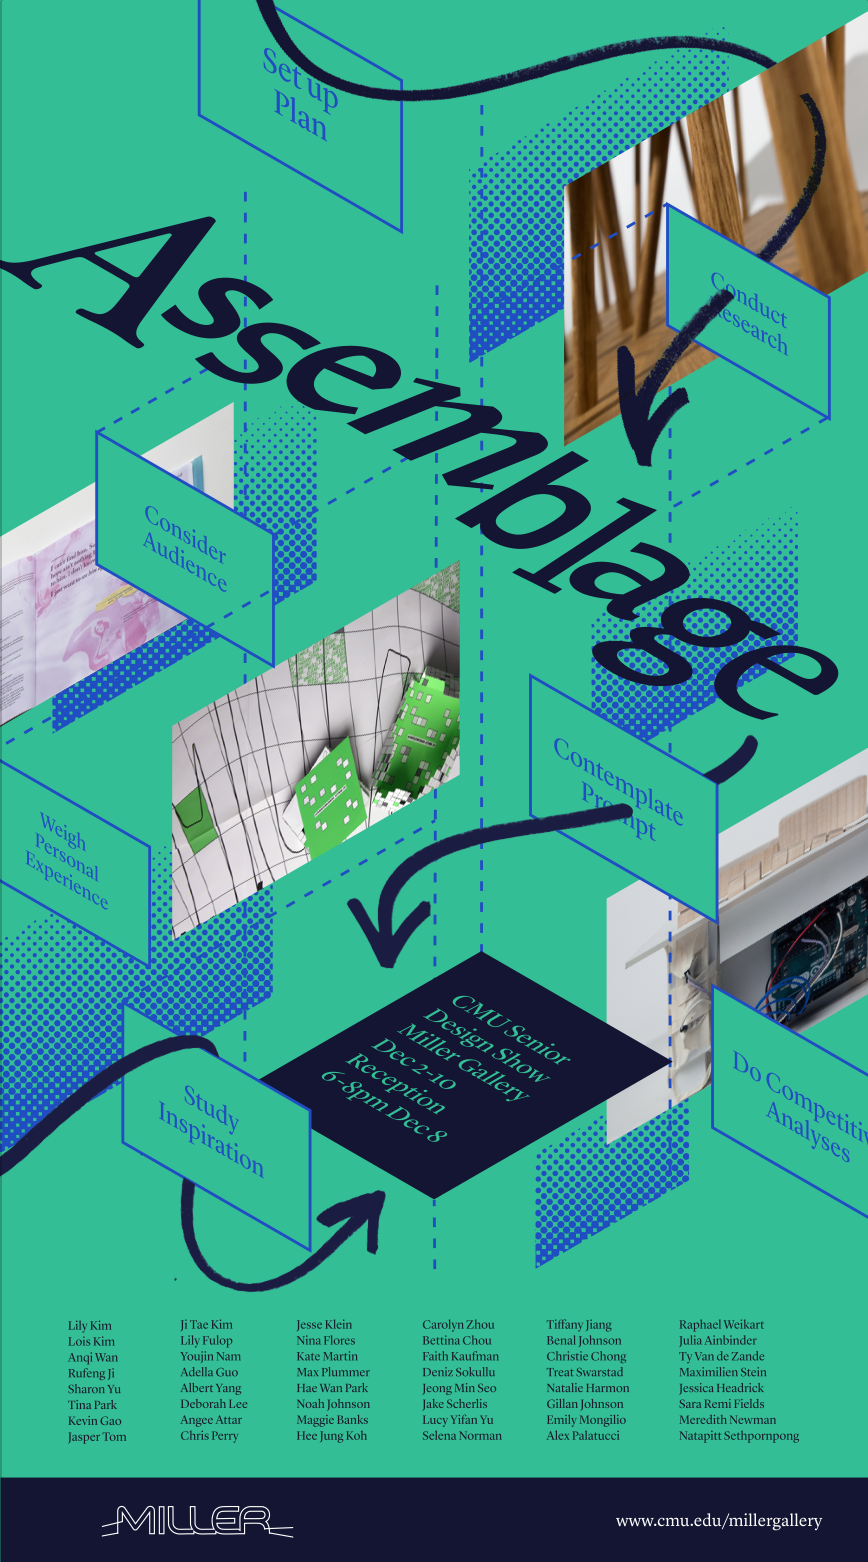 Set up
Plan
Assemblage
Conduct
Research
Consider
Audience
Contemplate
Prompt
Weigh
Personal
Experience
CMU Senior
Design Show
Miller Gallery
Dec 2-10
Reception
6-8pm Dec 8
Do Competitiv
Analyses
Study
Inspiration
Lily Kim
Lois Kim
Anqi Wan
Rufeng Ji
Sharon Yu
Tina Park
Kevin Gao
Jasper Tom
Ji Tae Kim
Lily Fulop
Youjin Nam
Adella Guo
Albert Yang
Deborah Lee
Angee Attar
Chris Perry
Jesse Klein
Nina Flores
Kate Martin
Max Plummer
Hae Wan Park
Noah Johnson
Maggie Banks
Hee Jung Koh
Carolyn Zhou
Bettina Chou
Faith Kaufman
Deniz Sokullu
Jeong Min Seo
Jake Scherlis
Lucy Yifan Yu
Selena Norman
Tiffany Jiang
Benal Johnson
Christie Chong
Treat Swarstad
Natalie Harmon
Gillan Johnson
Emily Mongilio
Alex Palatucci
Raphael Weikart
Julia Ainbinder
Ty Van de Zande
Maximilien Stein
Jessica Headrick
Sara Remi Fields
Meredith Newman
Natapitt Sethpornpong
MILLER
www.cmu.edu/millergallery